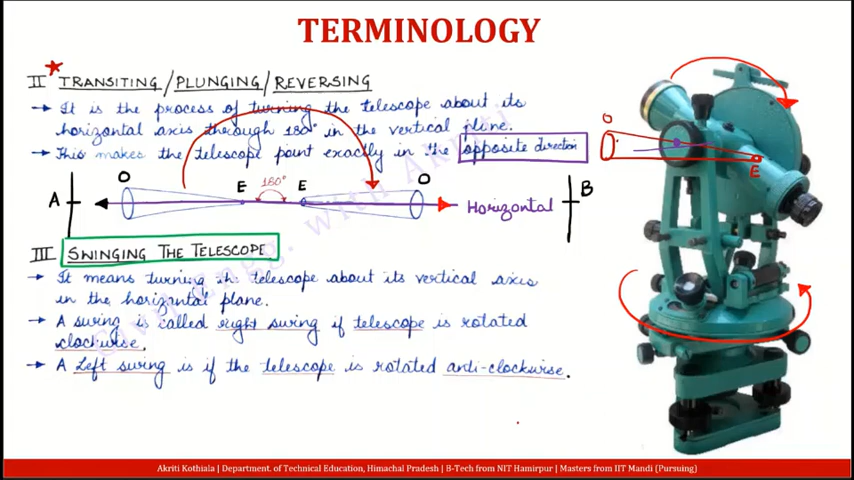 TERMINOLOGY
II * TRANSITING / PLUNGING / REVERSING
→ It is the process of turning the telescope about its
horizontal axis through 180° in the vertical plane.
→ This makes the telescope point exactly in the opposite direction
A O E 180° E O Horizontal B
O
E
III SWINGING THE TELESCOPE
→ It means turning the telescope about its vertical axis
in the horizontal plane.
→ A swing is called right swing if telescope is rotated
clockwise.
→ A Left swing is if the telescope is rotated anti-clockwise.
Civil Engg. with Akriti
Akriti Kothiala | Department. of Technical Education, Himachal Pradesh | B-Tech from NIT Hamirpur | Masters from IIT Mandi (Pursuing)